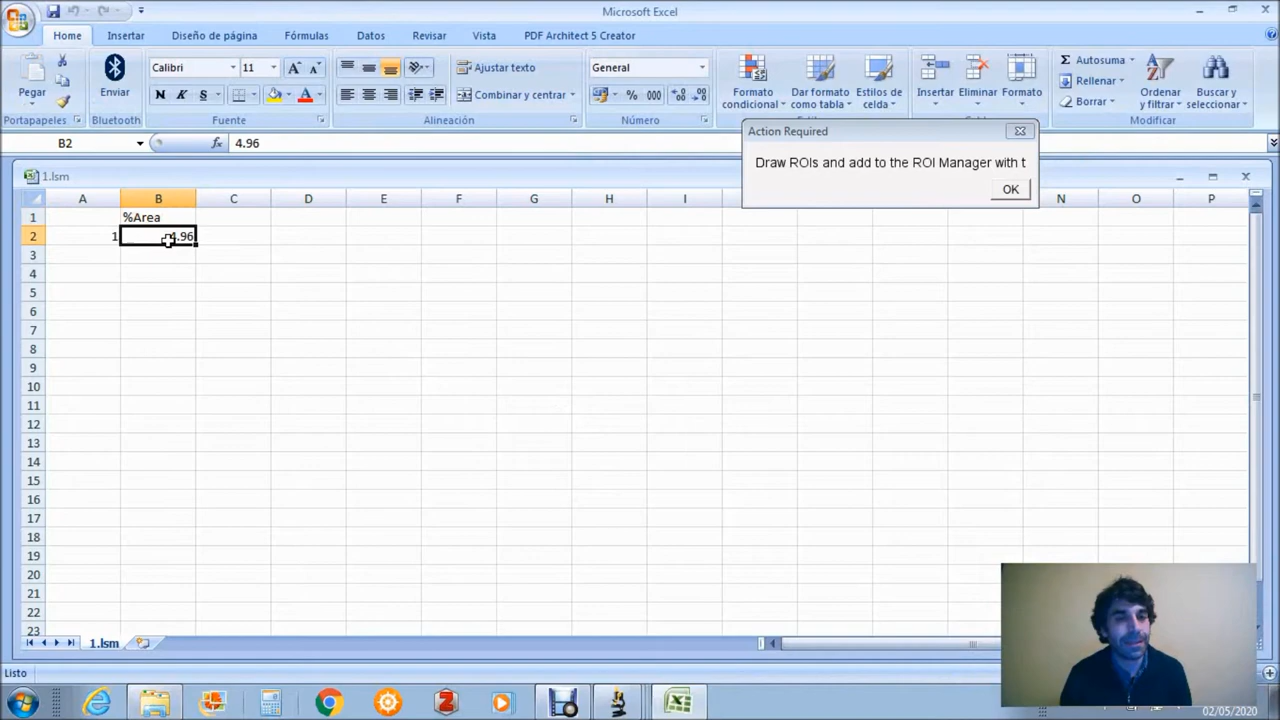 Microsoft Excel
Home
Insertar
Diseño de página
Fórmulas
Datos
Revisar
Vista
PDF Architect 5 Creator
Pegar
Portapapeles
Enviar
Bluetooth
Calibri
11
N K S
Fuente
Ajustar texto
Combinar y centrar
Alineación
General
% 000
Número
Formato condicional
Dar formato como tabla
Estilos de celda
Insertar
Eliminar
Formato
Σ Autosuma
Rellenar
Borrar
Ordenar y filtrar
Buscar y seleccionar
Modificar
B2
fx
4.96
Action Required
Draw ROIs and add to the ROI Manager with t
OK
1.lsm
A B C D E F G H I N O P
1 %Area
2 1 4.96
3
4
5
6
7
8
9
10
11
12
13
14
15
16
17
18
19
20
21
22
23
1.lsm
Listo
02/05/2020